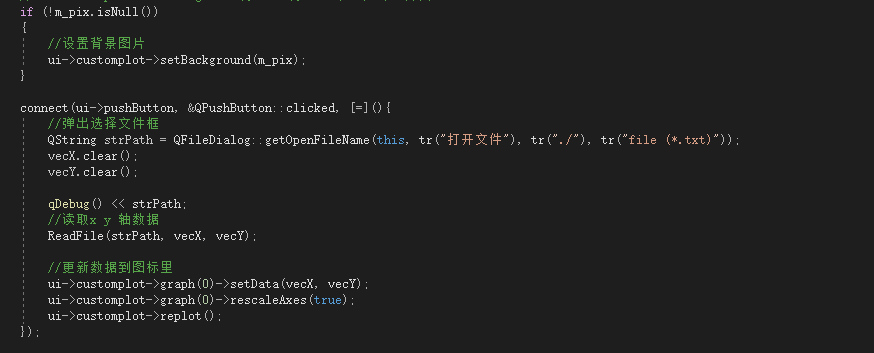 if (!m_pix.isNull())
{
//设置背景图片
ui->customplot->setBackground(m_pix);
}
connect(ui->pushButton, &QPushButton::clicked, [=](){
//弹出选择文件框
QString strPath = QFileDialog::getOpenFileName(this, tr("打开文件"), tr("./"), tr("file (*.txt)"));
vecX.clear();
vecY.clear();
qDebug() << strPath;
//读取x y 轴数据
ReadFile(strPath, vecX, vecY);
//更新数据到图标里
ui->customplot->graph(0)->setData(vecX, vecY);
ui->customplot->graph(0)->rescaleAxes(true);
ui->customplot->replot();
});